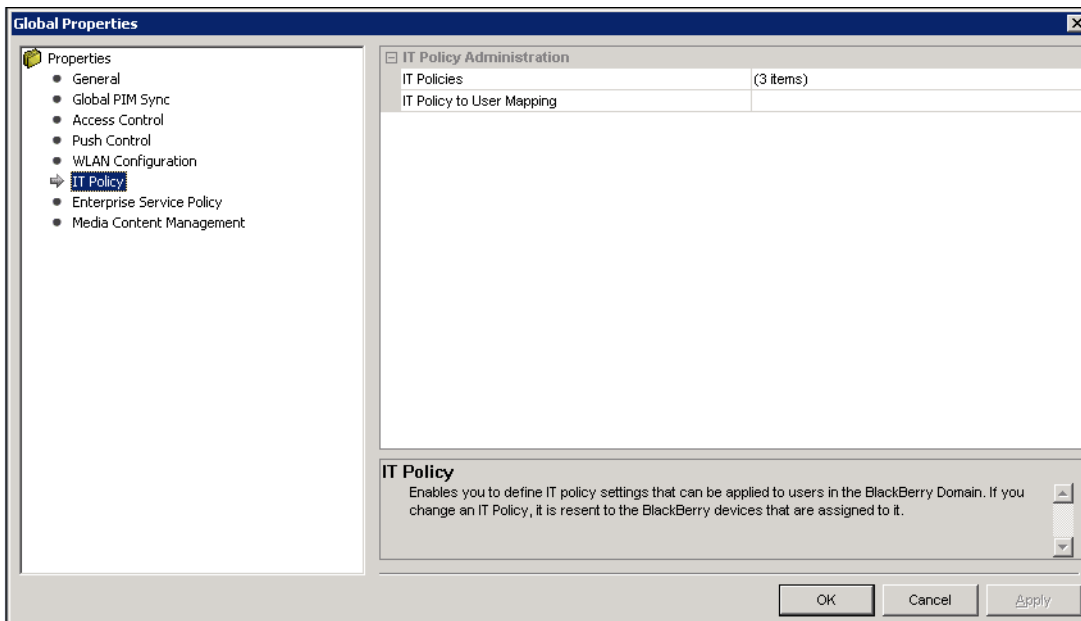 Global Properties
Properties
General
Global PIM Sync
Access Control
Push Control
WLAN Configuration
IT Policy
Enterprise Service Policy
Media Content Management
IT Policy Administration
IT Policies (3 items)
IT Policy to User Mapping
IT Policy
Enables you to define IT policy settings that can be applied to users in the BlackBerry Domain. If you
change an IT Policy, it is resent to the BlackBerry devices that are assigned to it.
OK Cancel Apply